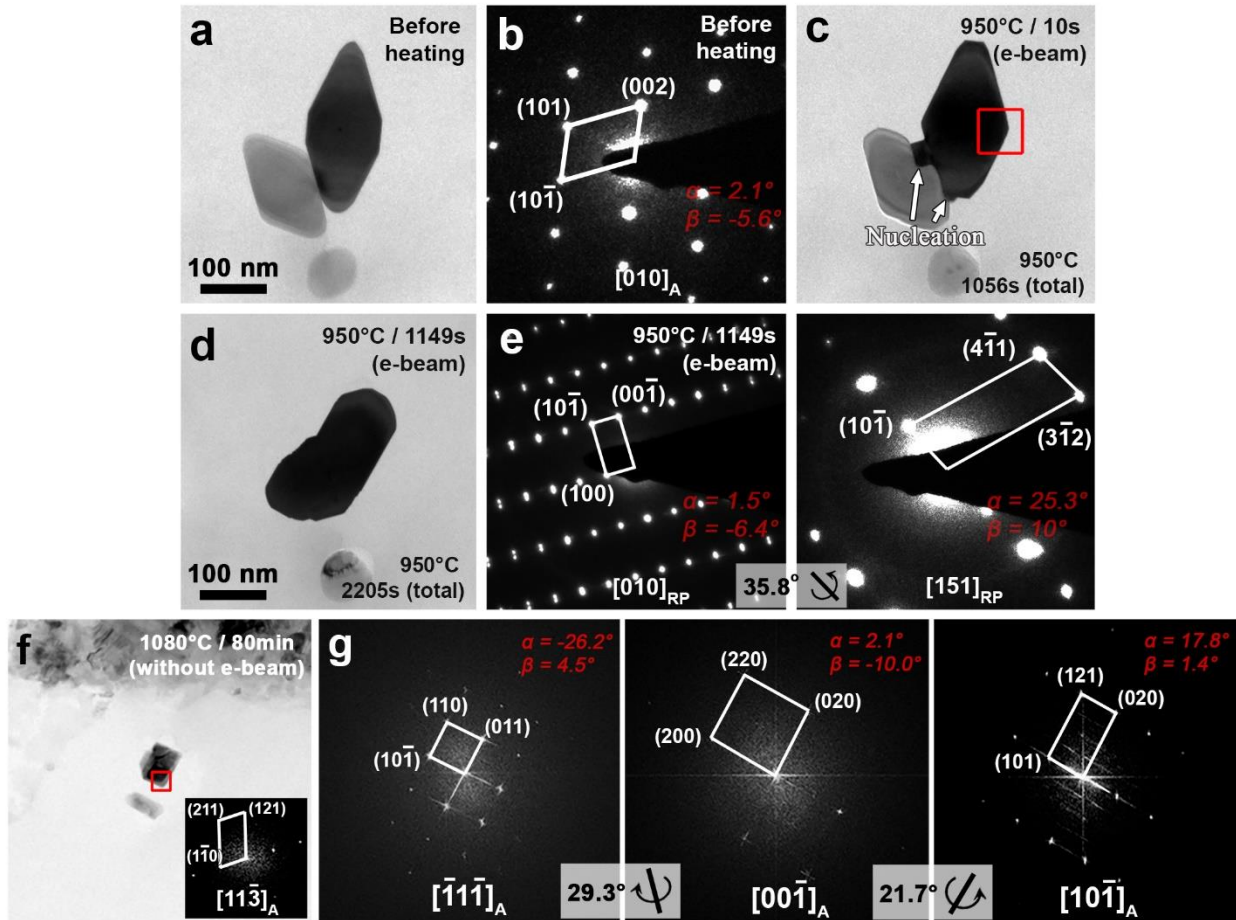 a
Before
heating
100 nm
b
Before
heating
(002)
(101)
(101̅)
α = 2.1°
β = -5.6°
[010]A
c
950°C / 10s
(e-beam)
Nucleation
950°C
1056s (total)
d
950°C / 1149s
(e-beam)
100 nm
950°C
2205s (total)
e
950°C / 1149s
(e-beam)
(001̅)
(101̅)
(100)
α = 1.5°
β = -6.4°
[010]RP
35.8°
(41̅1)
(101̅)
(31̅2)
α = 25.3°
β = 10°
[151]RP
f
1080°C / 80min
(without e-beam)
(211)
(121)
(11̅0)
[113̅]A
g
α = -26.2°
β = 4.5°
(110)
(011)
(101̅)
[1̅11̅]A
29.3°
α = 2.1°
β = -10.0°
(220)
(020)
(200)
[001̅]A
21.7°
α = 17.8°
β = 1.4°
(121)
(020)
(101)
[101̅]A